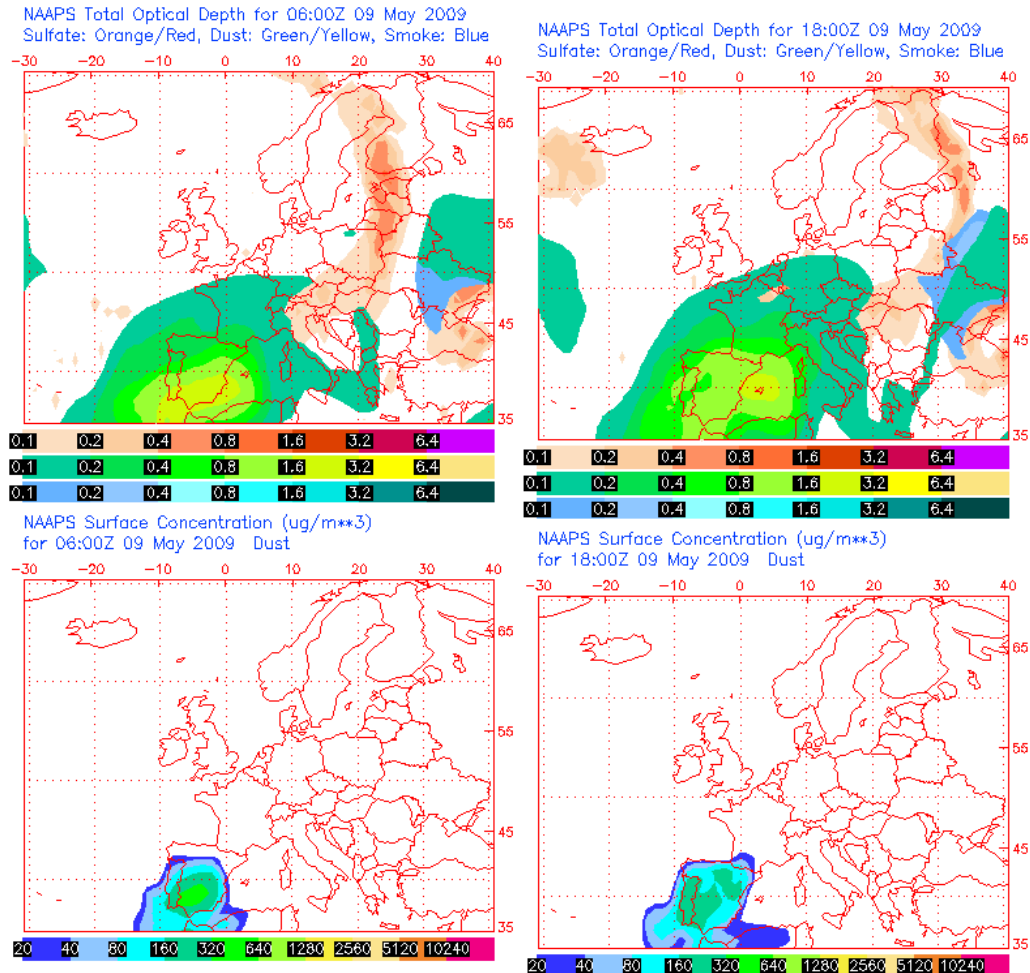 NAAPS Total Optical Depth for 06:00Z 09 May 2009
Sulfate: Orange/Red, Dust: Green/Yellow, Smoke: Blue
-30 -20 -10 0 10 20 30 40
65
55
45
35
0.1 0.2 0.4 0.8 1.6 3.2 6.4
0.1 0.2 0.4 0.8 1.6 3.2 6.4
0.1 0.2 0.4 0.8 1.6 3.2 6.4
NAAPS Total Optical Depth for 18:00Z 09 May 2009
Sulfate: Orange/Red, Dust: Green/Yellow, Smoke: Blue
-30 -20 -10 0 10 20 30 40
65
55
45
35
0.1 0.2 0.4 0.8 1.6 3.2 6.4
0.1 0.2 0.4 0.8 1.6 3.2 6.4
0.1 0.2 0.4 0.8 1.6 3.2 6.4
NAAPS Surface Concentration (ug/m**3)
for 06:00Z 09 May 2009 Dust
-30 -20 -10 0 10 20 30 40
65
55
45
35
20 40 80 160 320 640 1280 2560 5120 10240
NAAPS Surface Concentration (ug/m**3)
for 18:00Z 09 May 2009 Dust
-30 -20 -10 0 10 20 30 40
65
55
45
35
20 40 80 160 320 640 1280 2560 5120 10240